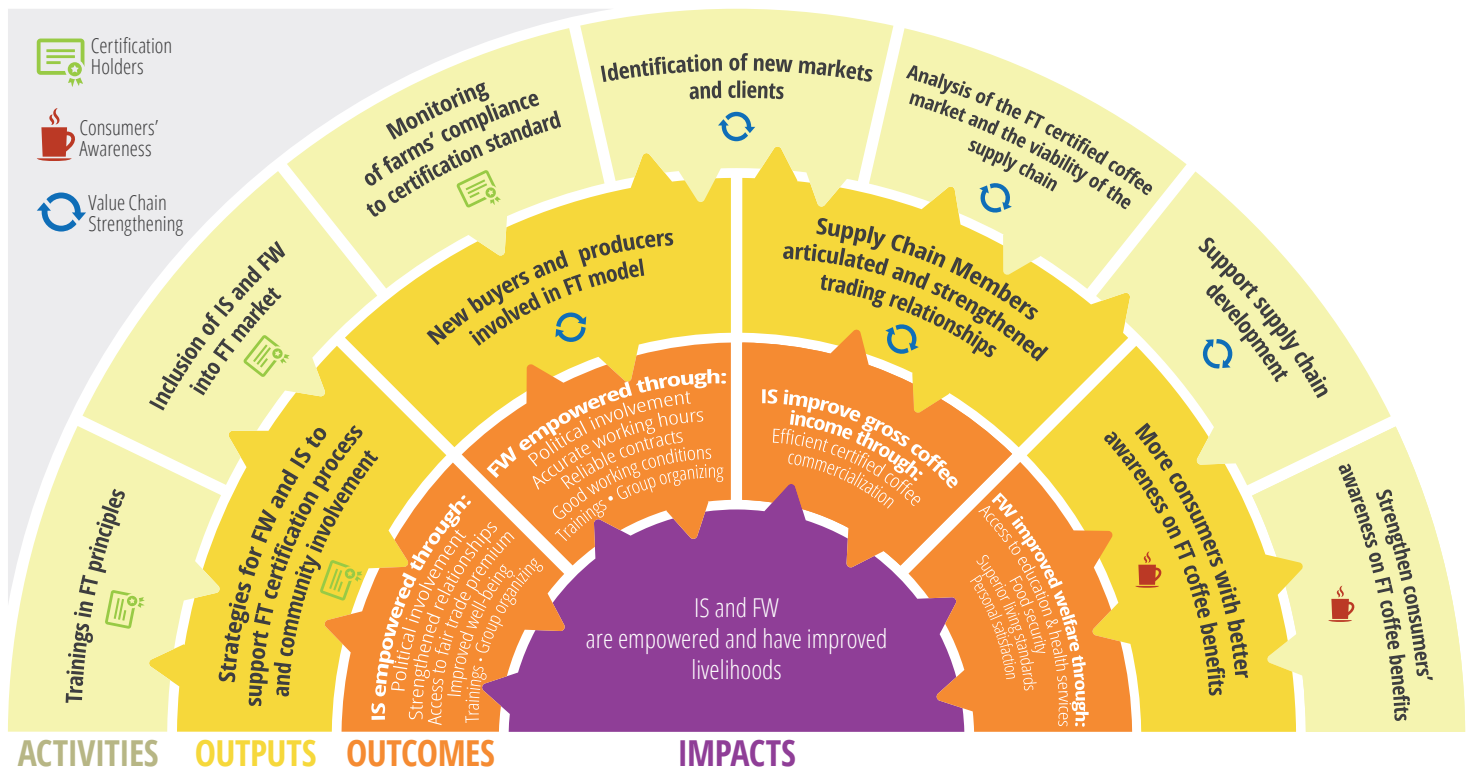 Certification
Holders
Consumers’
Awareness
Value Chain
Strengthening
Trainings in FT principles
Inclusion of IS and FW
into FT market
Monitoring
of farms’ compliance
to certification standard
Identification of new markets
and clients
Analysis of the FT certified coffee
market and the viability of the
supply chain
Support supply chain
development
Strengthen consumers’
awareness on FT coffee benefits
Strategies for FW and IS to
support FT certification process
and community involvement
New buyers and producers
involved in FT model
Supply Chain Members
articulated and strengthened
trading relationships
More consumers with better
awareness on FT coffee benefits
IS empowered through:
Political involvement
Strengthened relationships
Access to fair trade premium
Improved well-being
Trainings • Group organizing
FW empowered through:
Political involvement
Accurate working hours
Reliable contracts
Good working conditions
Trainings • Group organizing
IS improve gross coffee
income through:
Efficient certified coffee
commercialization
FW improved welfare through:
Access to education & health services
Food security
Superior living standards
Personal satisfaction
IS and FW
are empowered and have improved
livelihoods
ACTIVITIES
OUTPUTS
OUTCOMES
IMPACTS